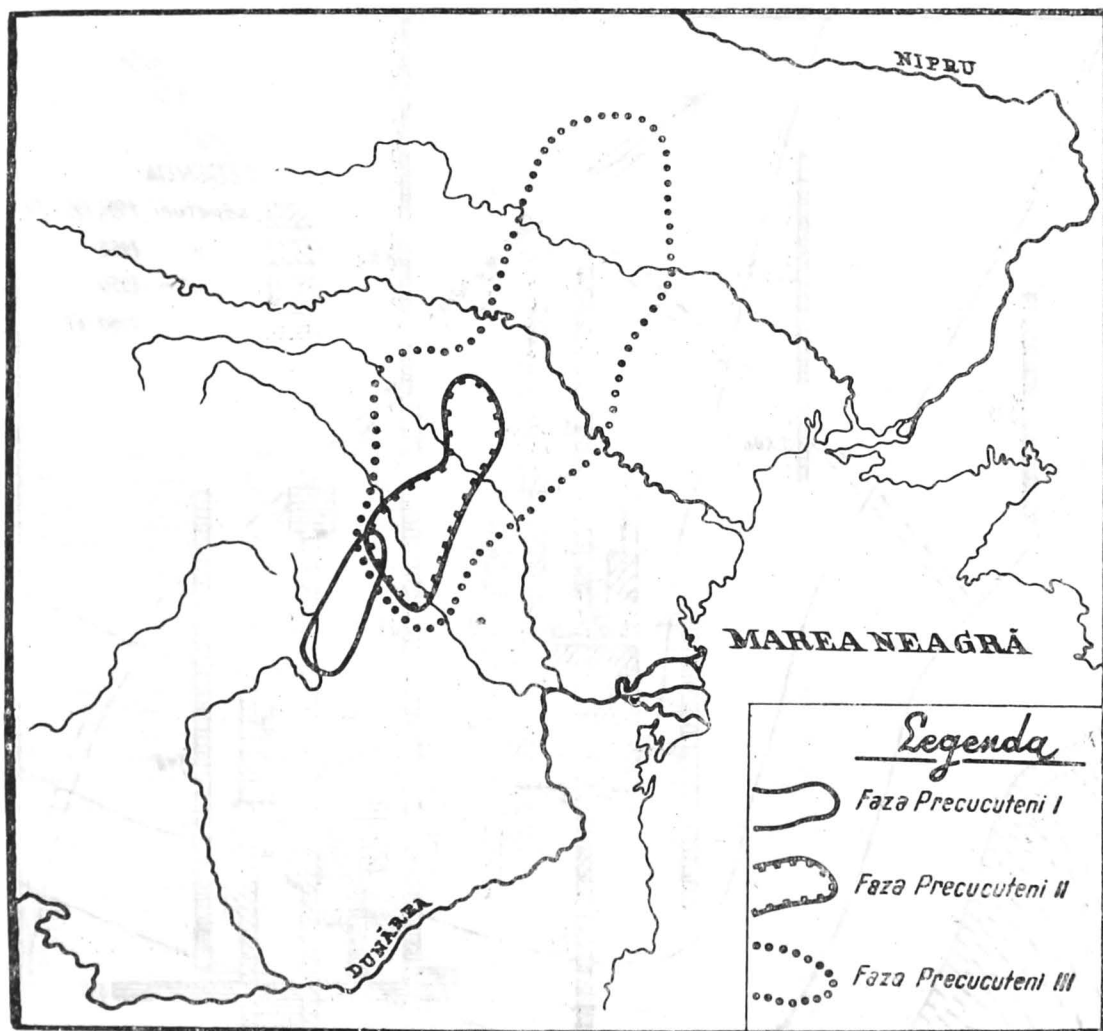 NIPRU
MAREA NEAGRĂ
Legenda
Faza Precucuteni I
Faza Precucuteni II
Faza Precucuteni III
DUNĂREA